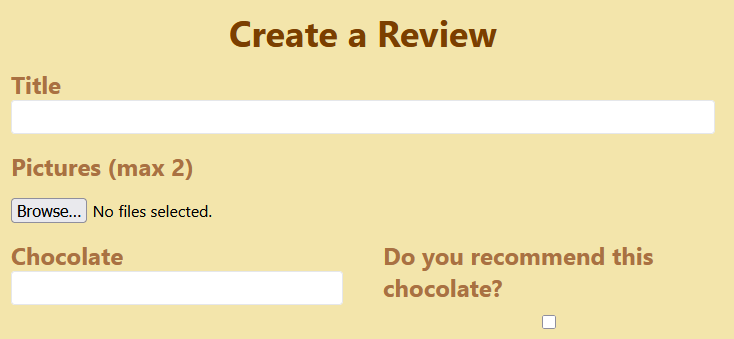 Create a Review
Title
Pictures (max 2)
Browse... No files selected.
Chocolate
Do you recommend this
chocolate?